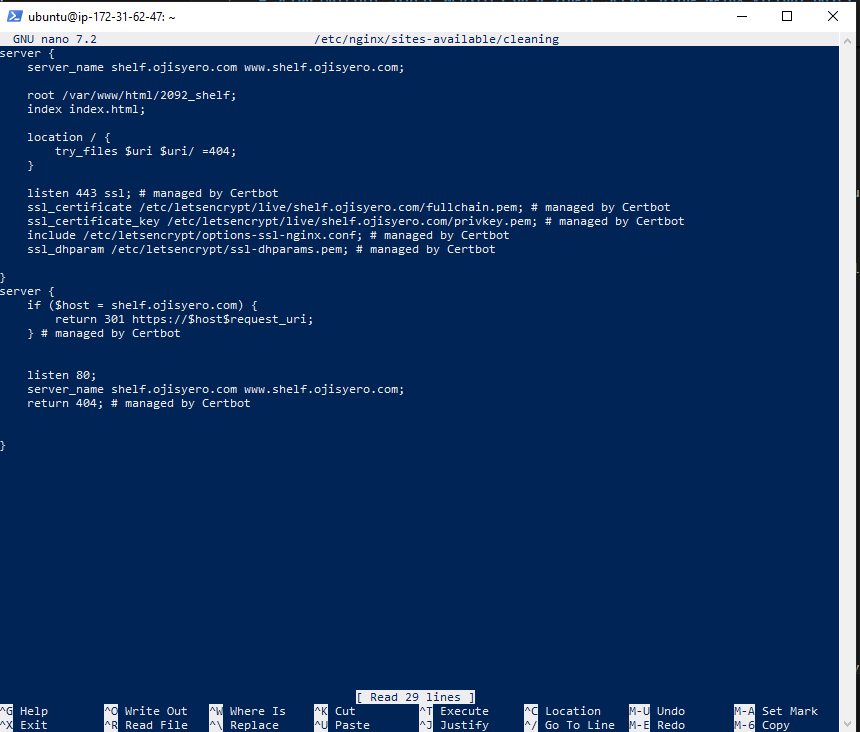 ubuntu@ip-172-31-62-47: ~
GNU nano 7.2 /etc/nginx/sites-available/cleaning
server {
    server_name shelf.ojisyero.com www.shelf.ojisyero.com;

    root /var/www/html/2092_shelf;
    index index.html;

    location / {
        try_files $uri $uri/ =404;
    }

    listen 443 ssl; # managed by Certbot
    ssl_certificate /etc/letsencrypt/live/shelf.ojisyero.com/fullchain.pem; # managed by Certbot
    ssl_certificate_key /etc/letsencrypt/live/shelf.ojisyero.com/privkey.pem; # managed by Certbot
    include /etc/letsencrypt/options-ssl-nginx.conf; # managed by Certbot
    ssl_dhparam /etc/letsencrypt/ssl-dhparams.pem; # managed by Certbot

}
server {
    if ($host = shelf.ojisyero.com) {
        return 301 https://$host$request_uri;
    } # managed by Certbot


    listen 80;
    server_name shelf.ojisyero.com www.shelf.ojisyero.com;
    return 404; # managed by Certbot


}
[ Read 29 lines ]
^G Help ^O Write Out ^W Where Is ^K Cut ^T Execute ^C Location M-U Undo M-A Set Mark
^X Exit ^R Read File ^\ Replace ^U Paste ^J Justify ^/ Go To Line M-E Redo M-6 Copy